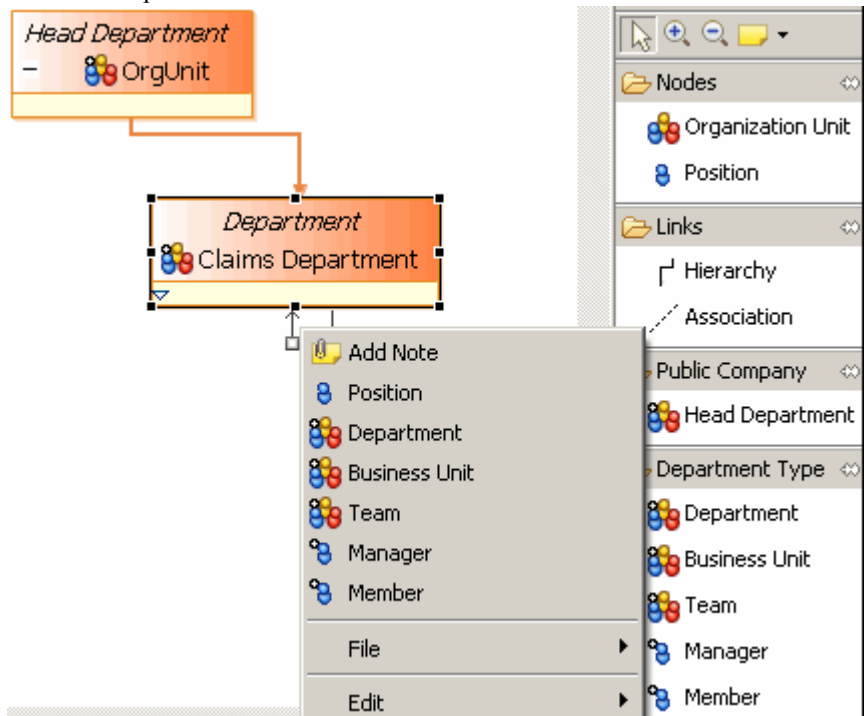 Head Department
OrgUnit
Department
Claims Department
Add Note
Position
Department
Business Unit
Team
Manager
Member
File
Edit
Nodes
Organization Unit
Position
Links
Hierarchy
Association
Public Company
Head Department
Department Type
Department
Business Unit
Team
Manager
Member